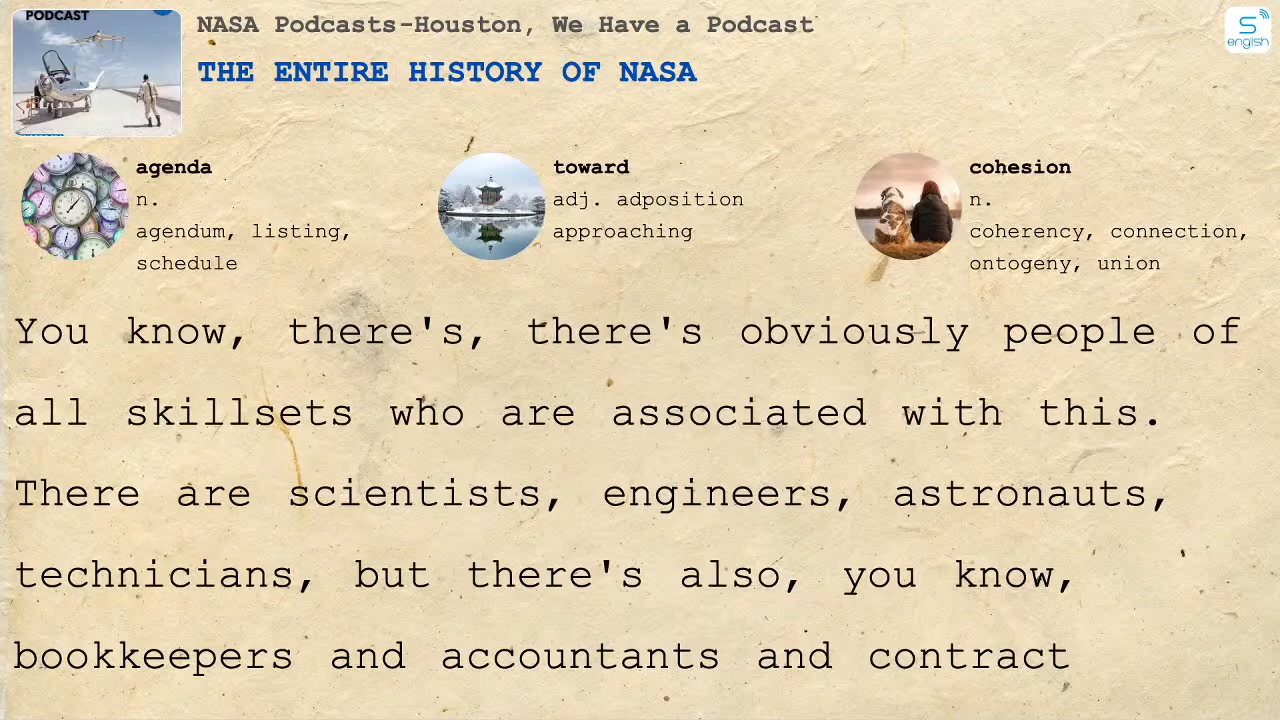 PODCAST
NASA Podcasts-Houston, We Have a Podcast
THE ENTIRE HISTORY OF NASA
S
english
agenda
n.
agendum, listing,
schedule
toward
adj. adposition
approaching
cohesion
n.
coherency, connection,
ontogeny, union
You know, there's, there's obviously people of
all skillsets who are associated with this.
There are scientists, engineers, astronauts,
technicians, but there's also, you know,
bookkeepers and accountants and contract